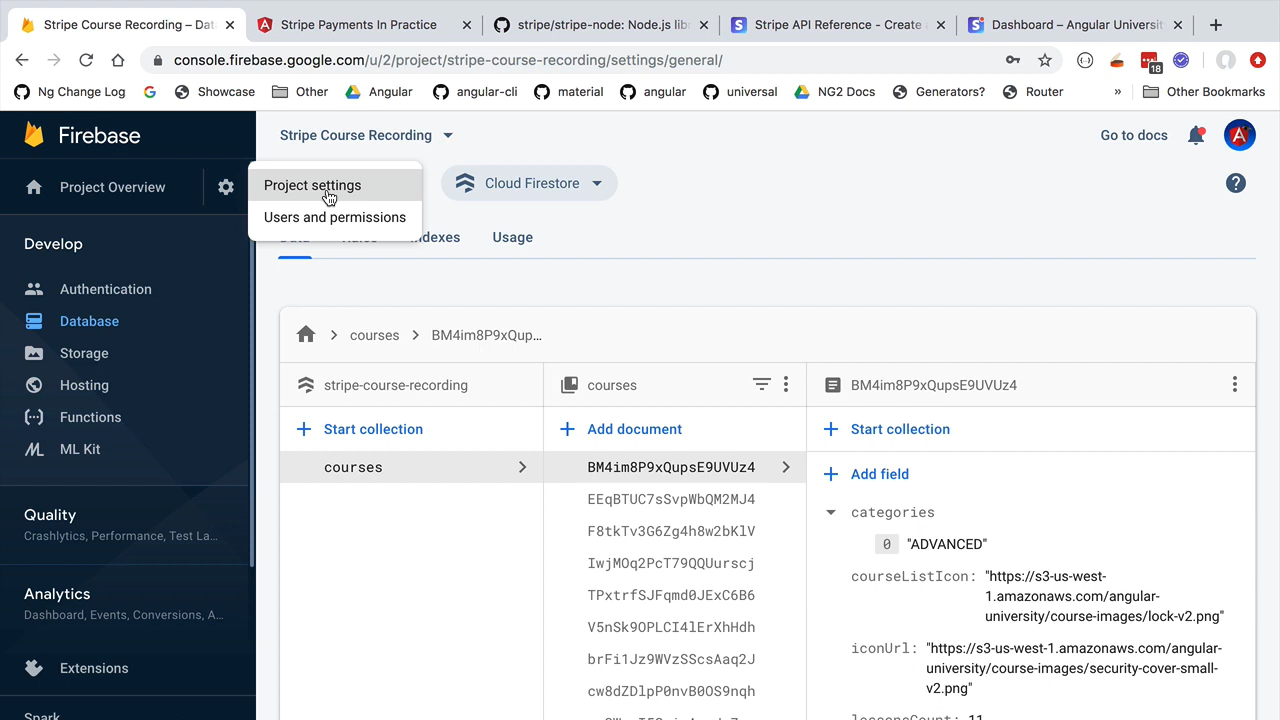 Stripe Course Recording – Dat
Stripe Payments In Practice
stripe/stripe-node: Node.js lib
Stripe API Reference - Create
Dashboard – Angular Universit
console.firebase.google.com/u/2/project/stripe-course-recording/settings/general/
18
Ng Change Log
Showcase
Other
Angular
angular-cli
material
angular
universal
NG2 Docs
Generators?
Router
»
Other Bookmarks
Firebase
Stripe Course Recording
Go to docs
Project Overview
Project settings
Users and permissions
Cloud Firestore
Indexes
Usage
Develop
Authentication
Database
Storage
Hosting
Functions
ML Kit
Quality
Crashlytics, Performance, Test La...
Analytics
Dashboard, Events, Conversions, A...
Extensions
Spark
courses
BM4im8P9xQup...
stripe-course-recording
courses
BM4im8P9xQupsE9UVUz4
+ Start collection
+ Add document
+ Start collection
courses
BM4im8P9xQupsE9UVUz4
EEqBTUC7sSvpWbQM2MJ4
F8tkTv3G6Zg4h8w2bKlV
IwjMOq2PcT79QQUurscj
TPxtrfSJFqmd0JExC6B6
V5nSk9OPLCI4lErXhHdh
brFi1Jz9WVzSScsAaq2J
cw8dZDlpP0nvB0OS9nqh
+ Add field
categories
0 "ADVANCED"
courseListIcon: "https://s3-us-west-
1.amazonaws.com/angular-
university/course-images/lock-v2.png"
iconUrl: "https://s3-us-west-1.amazonaws.com/angular-
university/course-images/security-cover-small-
v2.png"
lessonsCount: 11